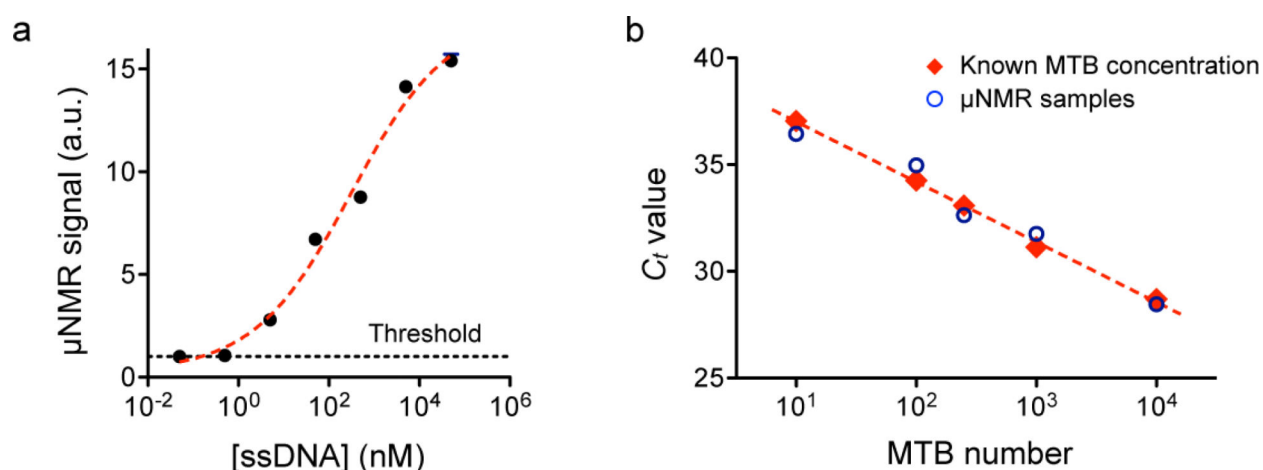 a
15
10
5
0
µNMR signal (a.u.)
Threshold
10⁻² 10⁰ 10² 10⁴ 10⁶
[ssDNA] (nM)
b
40
35
30
25
Cₜ value
Known MTB concentration
µNMR samples
10¹ 10² 10³ 10⁴
MTB number